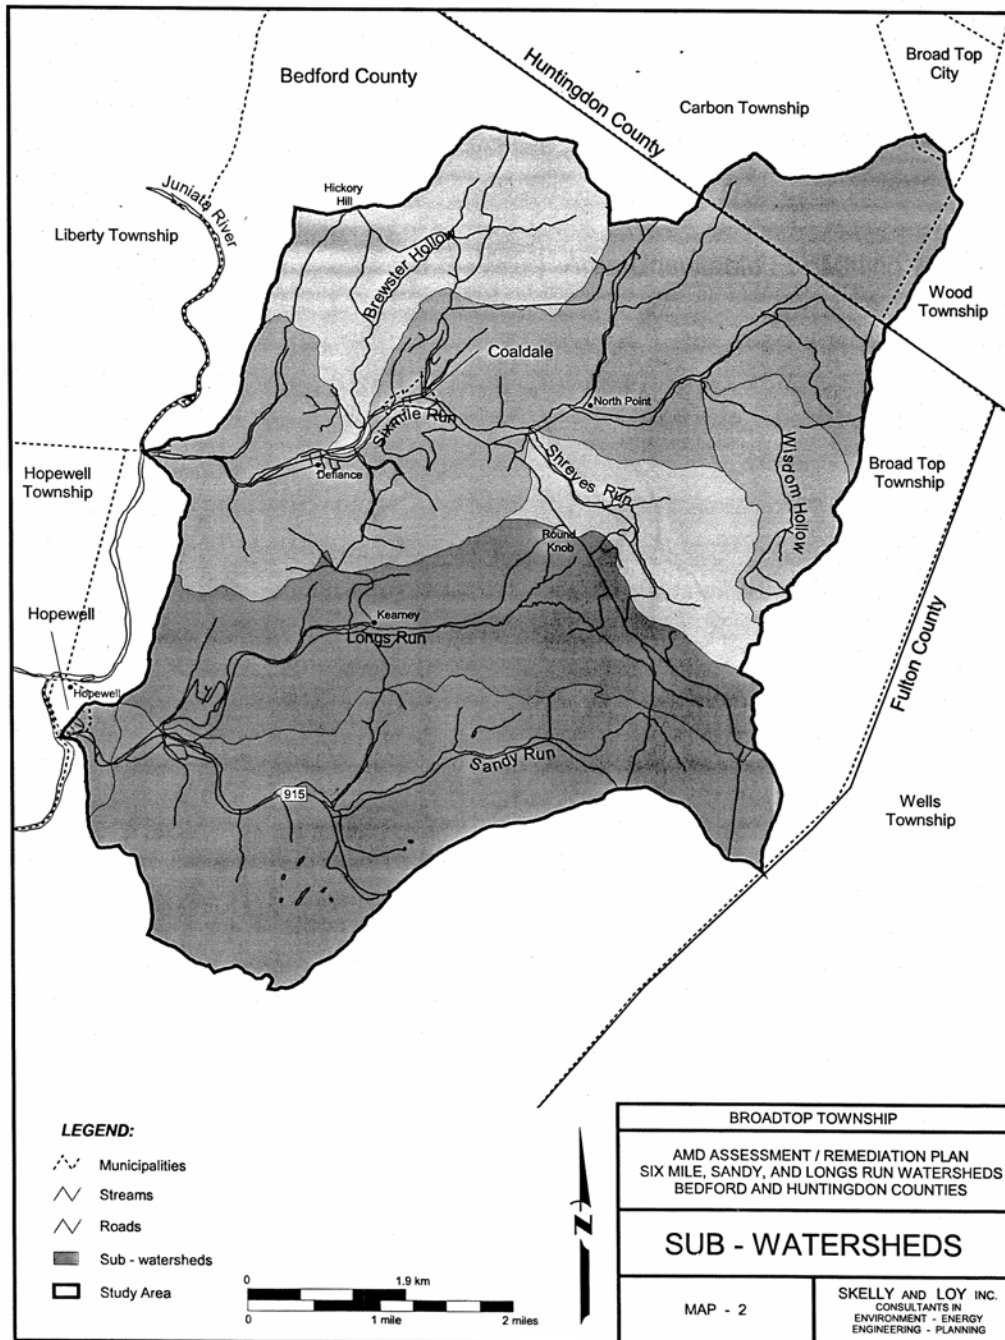 Broad Top
City
Bedford County
Huntingdon County
Carbon Township
Juniata River
Hickory
Hill
Liberty Township
Brewster Hollow
Wood
Township
Coaldale
North Point
Sixmile Run
Wisdom Hollow
Shreves Run
Broad Top
Township
Hopewell
Township
Defiance
Round
Knob
Hopewell
Kearney
Longs Run
Fulton County
Hopewell
Sandy Run
915
Wells
Township
LEGEND:
Municipalities
Streams
Roads
Sub - watersheds
Study Area
0
1.9 km
0
1 mile
2 miles
N
BROADTOP TOWNSHIP
AMD ASSESSMENT / REMEDIATION PLAN
SIX MILE, SANDY, AND LONGS RUN WATERSHEDS
BEDFORD AND HUNTINGDON COUNTIES
SUB - WATERSHEDS
MAP - 2
SKELLY AND LOY INC.
CONSULTANTS IN
ENVIRONMENT - ENERGY
ENGINEERING - PLANNING